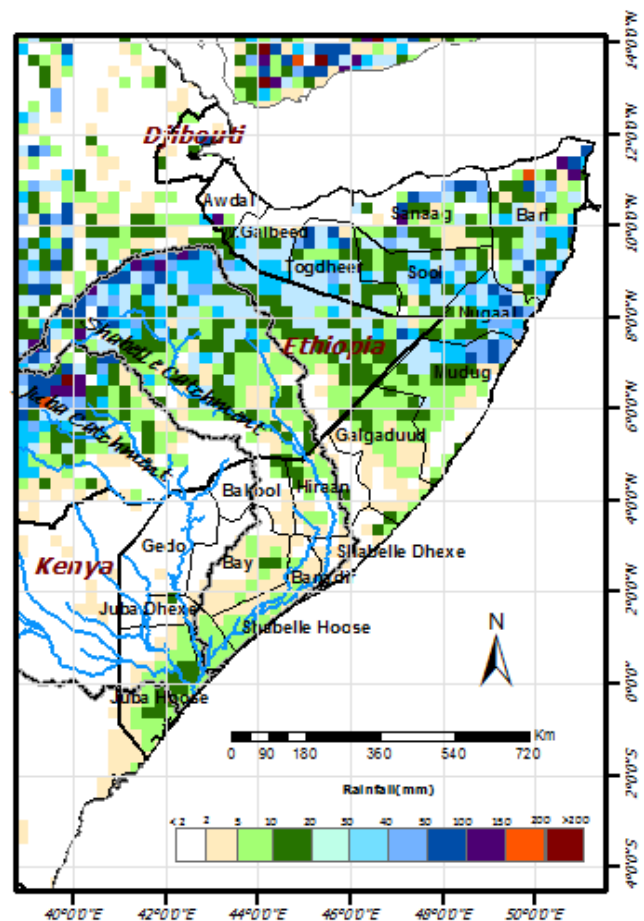 14°0'0"N
12°0'0"N
Djibouti
Awdal
Sanaag
Bari
W.Galbeed
10°0'0"N
Togdheer
Sool
Nugaal
8°0'0"N
Ethiopia
Shabelle Catchment
Mudug
6°0'0"N
Juba Catchment
Galgaduud
Bakool
Hiraan
4°0'0"N
Gedo
Shabelle Dhexe
Kenya
Bay
Banadir
2°0'0"N
Juba Dhexe
Shabelle Hoose
N
0°0'0"
Juba Hoose
Km
0 90 180 360 540 720
2°0'0"S
Rainfall(mm)
<2 2 5 10 20 30 40 50 100 150 200 >200
4°0'0"S
40°0'0"E 42°0'0"E 44°0'0"E 46°0'0"E 48°0'0"E 50°0'0"E